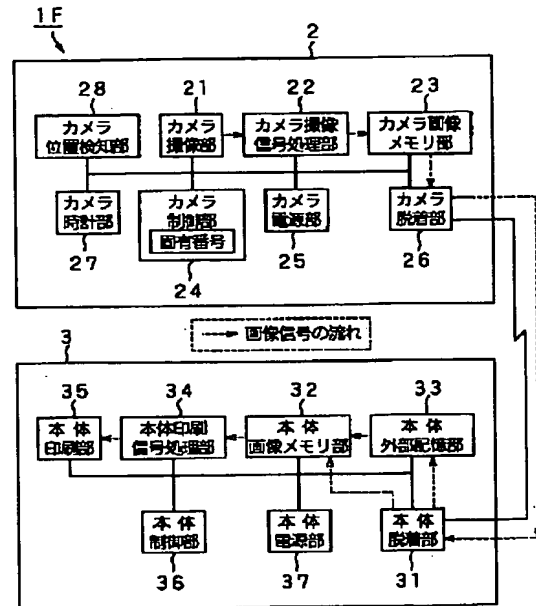 1F
2
28
21
22
23
カメラ
位置検知部
カメラ
撮像部
カメラ撮像
信号処理部
カメラ画像
メモリ部
カメラ
時計部
カメラ
制御部
固有番号
カメラ
電源部
カメラ
脱着部
27
24
25
26
画像信号の流れ
3
35
34
32
33
本体
印刷部
本体印刷
信号処理部
本体
画像メモリ部
本体
外部記憶部
本体
制御部
本体
電源部
本体
脱着部
36
37
31